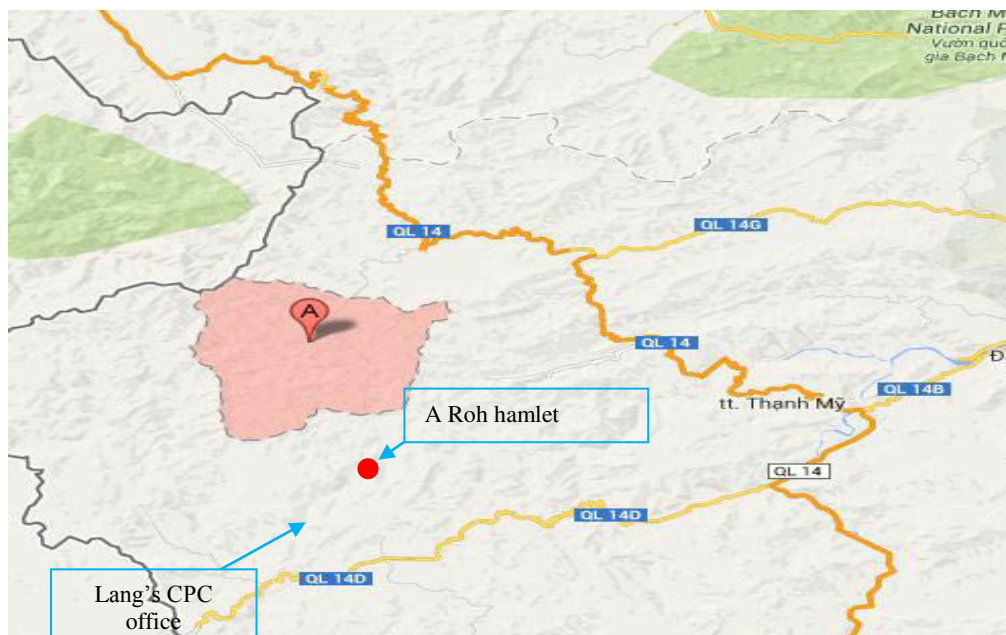 Bach M
National P
Vườn quố
gia Bạch M
QL 14
QL 14G
A
QL 14
Đ
QL 14B
tt. Thạnh Mỹ
A Roh hamlet
QL 14
QL 14D
QL 14D
Lang's CPC
office